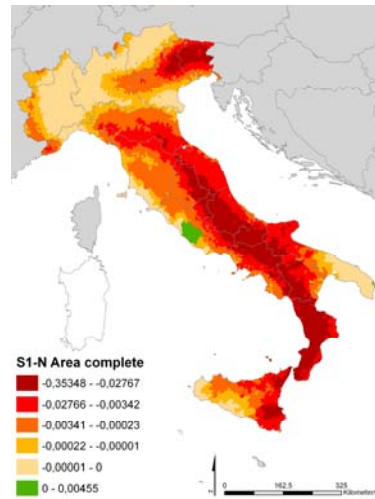 S1-N Area complete
-0,35348 - -0,02767
-0,02766 - -0,00342
-0,00341 - -0,00023
-0,00022 - -0,00001
-0,00001 - 0
0 - 0,00455
0 162,5 325
Kilometers